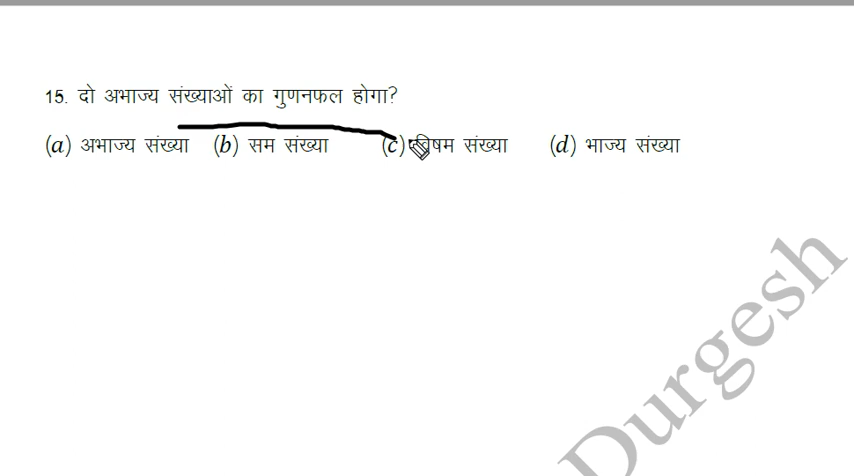 15. दो अभाज्य संख्याओं का गुणनफल होगा?
(a) अभाज्य संख्या (b) सम संख्या (c) विषम संख्या (d) भाज्य संख्या
Durgesh